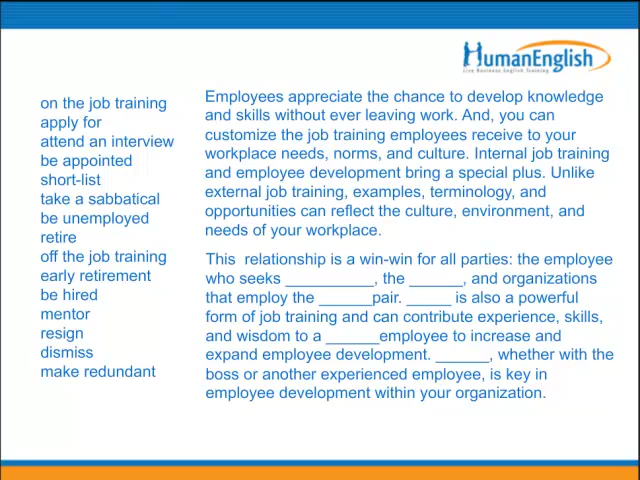 HumanEnglish
Live Business English Training
on the job training
apply for
attend an interview
be appointed
short-list
take a sabbatical
be unemployed
retire
off the job training
early retirement
be hired
mentor
resign
dismiss
make redundant
Employees appreciate the chance to develop knowledge
and skills without ever leaving work. And, you can
customize the job training employees receive to your
workplace needs, norms, and culture. Internal job training
and employee development bring a special plus. Unlike
external job training, examples, terminology, and
opportunities can reflect the culture, environment, and
needs of your workplace.
This relationship is a win-win for all parties: the employee
who seeks __________, the ______, and organizations
that employ the ______pair. _____ is also a powerful
form of job training and can contribute experience, skills,
and wisdom to a ______employee to increase and
expand employee development. ______, whether with the
boss or another experienced employee, is key in
employee development within your organization.